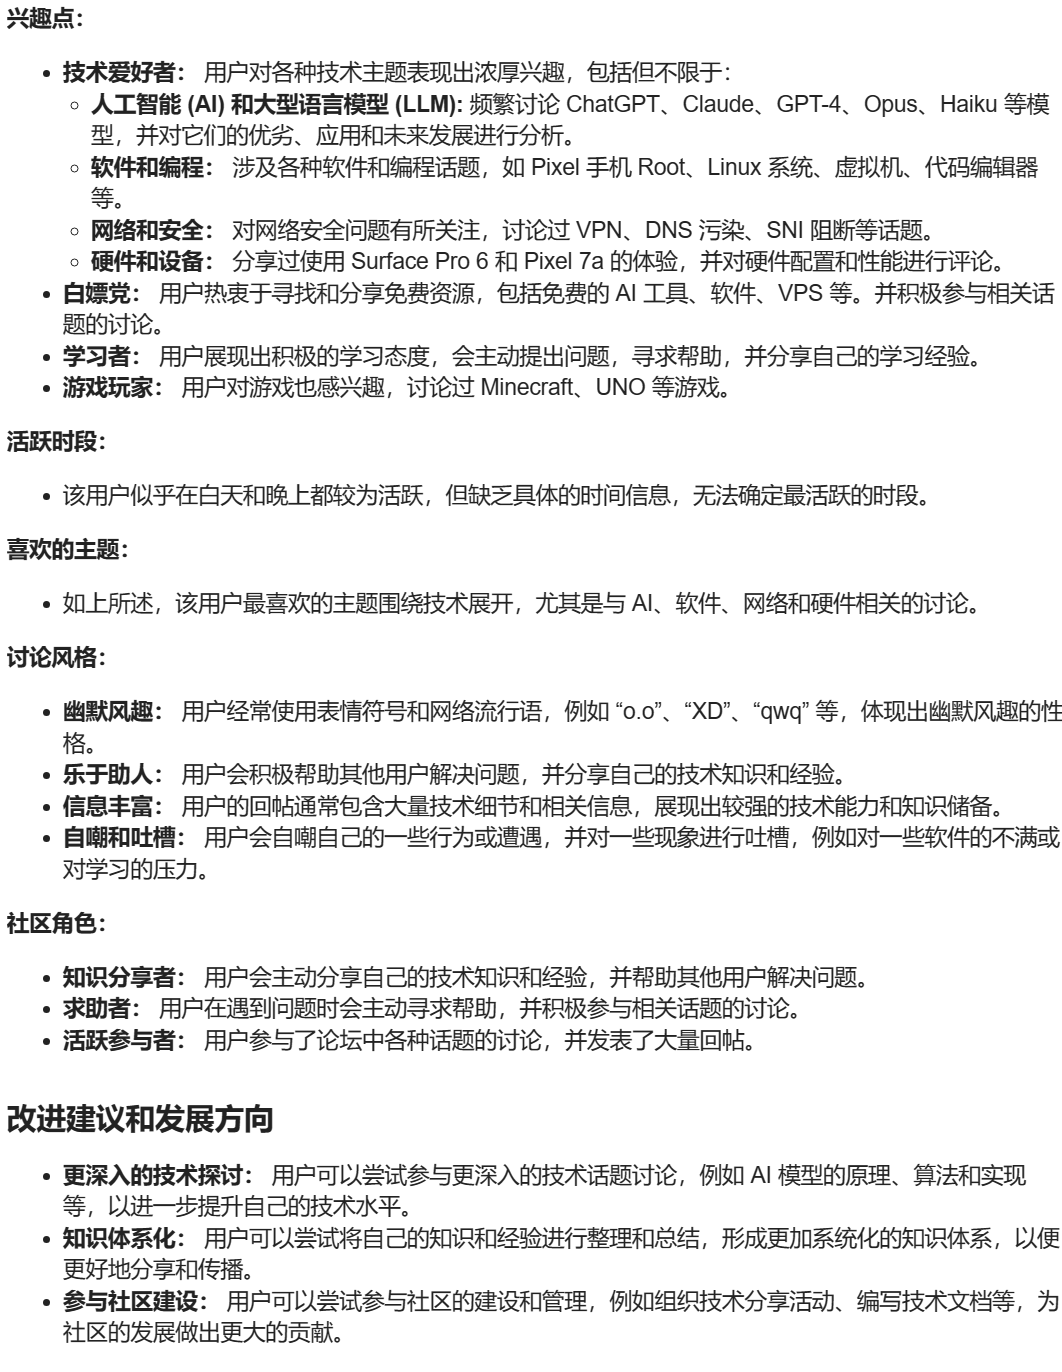 兴趣点：
技术爱好者： 用户对各种技术主题表现出浓厚兴趣，包括但不限于：
人工智能 (AI) 和大型语言模型 (LLM): 频繁讨论 ChatGPT、Claude、GPT-4、Opus、Haiku 等模
型，并对它们的优劣、应用和未来发展进行分析。
软件和编程： 涉及各种软件和编程话题，如 Pixel 手机 Root、Linux 系统、虚拟机、代码编辑器
等。
网络和安全： 对网络安全问题有所关注，讨论过 VPN、DNS 污染、SNI 阻断等话题。
硬件和设备： 分享过使用 Surface Pro 6 和 Pixel 7a 的体验，并对硬件配置和性能进行评论。
白嫖党： 用户热衷于寻找和分享免费资源，包括免费的 AI 工具、软件、VPS 等。并积极参与相关话
题的讨论。
学习者： 用户展现出积极的学习态度，会主动提出问题，寻求帮助，并分享自己的学习经验。
游戏玩家： 用户对游戏也感兴趣，讨论过 Minecraft、UNO 等游戏。
活跃时段：
该用户似乎在白天和晚上都较为活跃，但缺乏具体的时间信息，无法确定最活跃的时段。
喜欢的主题：
如上所述，该用户最喜欢的主题围绕技术展开，尤其是与 AI、软件、网络和硬件相关的讨论。
讨论风格：
幽默风趣： 用户经常使用表情符号和网络流行语，例如 “o.o”、“XD”、“qwq” 等，体现出幽默风趣的性
格。
乐于助人： 用户会积极帮助其他用户解决问题，并分享自己的技术知识和经验。
信息丰富： 用户的回帖通常包含大量技术细节和相关信息，展现出较强的技术能力和知识储备。
自嘲和吐槽： 用户会自嘲自己的一些行为或遭遇，并对一些现象进行吐槽，例如对一些软件的不满或
对学习的压力。
社区角色：
知识分享者： 用户会主动分享自己的技术知识和经验，并帮助其他用户解决问题。
求助者： 用户在遇到问题时会主动寻求帮助，并积极参与相关话题的讨论。
活跃参与者： 用户参与了论坛中各种话题的讨论，并发表了大量回帖。
改进建议和发展方向
更深入的技术探讨： 用户可以尝试参与更深入的技术话题讨论，例如 AI 模型的原理、算法和实现
等，以进一步提升自己的技术水平。
知识体系化： 用户可以尝试将自己的知识和经验进行整理和总结，形成更加系统化的知识体系，以便
更好地分享和传播。
参与社区建设： 用户可以尝试参与社区的建设和管理，例如组织技术分享活动、编写技术文档等，为
社区的发展做出更大的贡献。